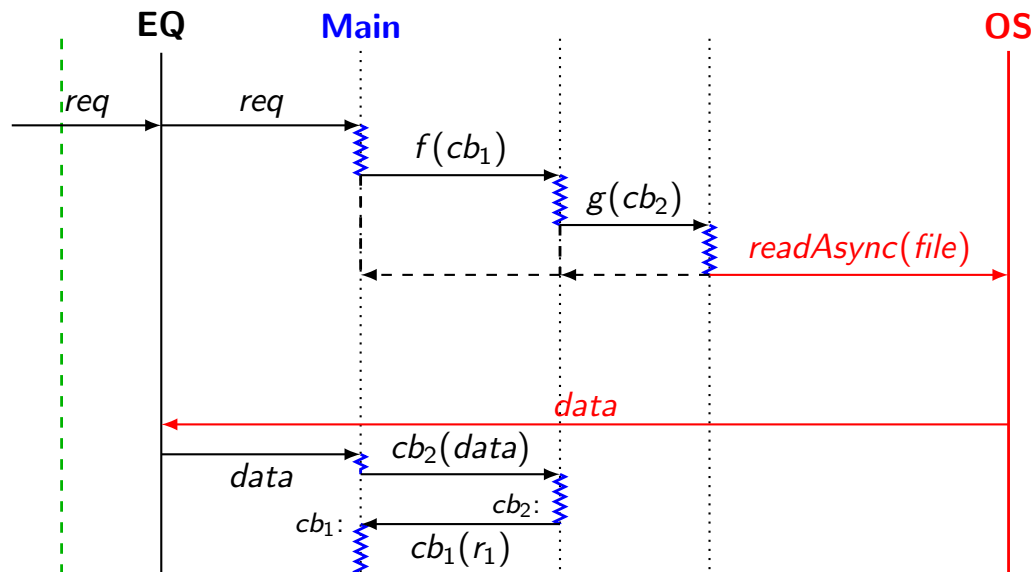 EQ Main OS
req req
f(cb₁)
g(cb₂)
readAsync(file)
data
cb₂(data)
data
cb₂:
cb₁:
cb₁(r₁)